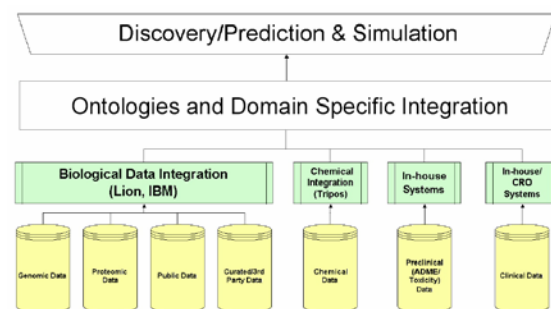 Discovery/Prediction & Simulation
Ontologies and Domain Specific Integration
Biological Data Integration
(Lion, IBM)
Chemical
Integration
(Tripos)
In-house
Systems
In-house/
CRO
Systems
Genomic Data
Proteomic Data
Public Data
Curated/3rd
Party Data
Chemical Data
Preclinical
(ADME/
Toxicity)
Data
Clinical Data